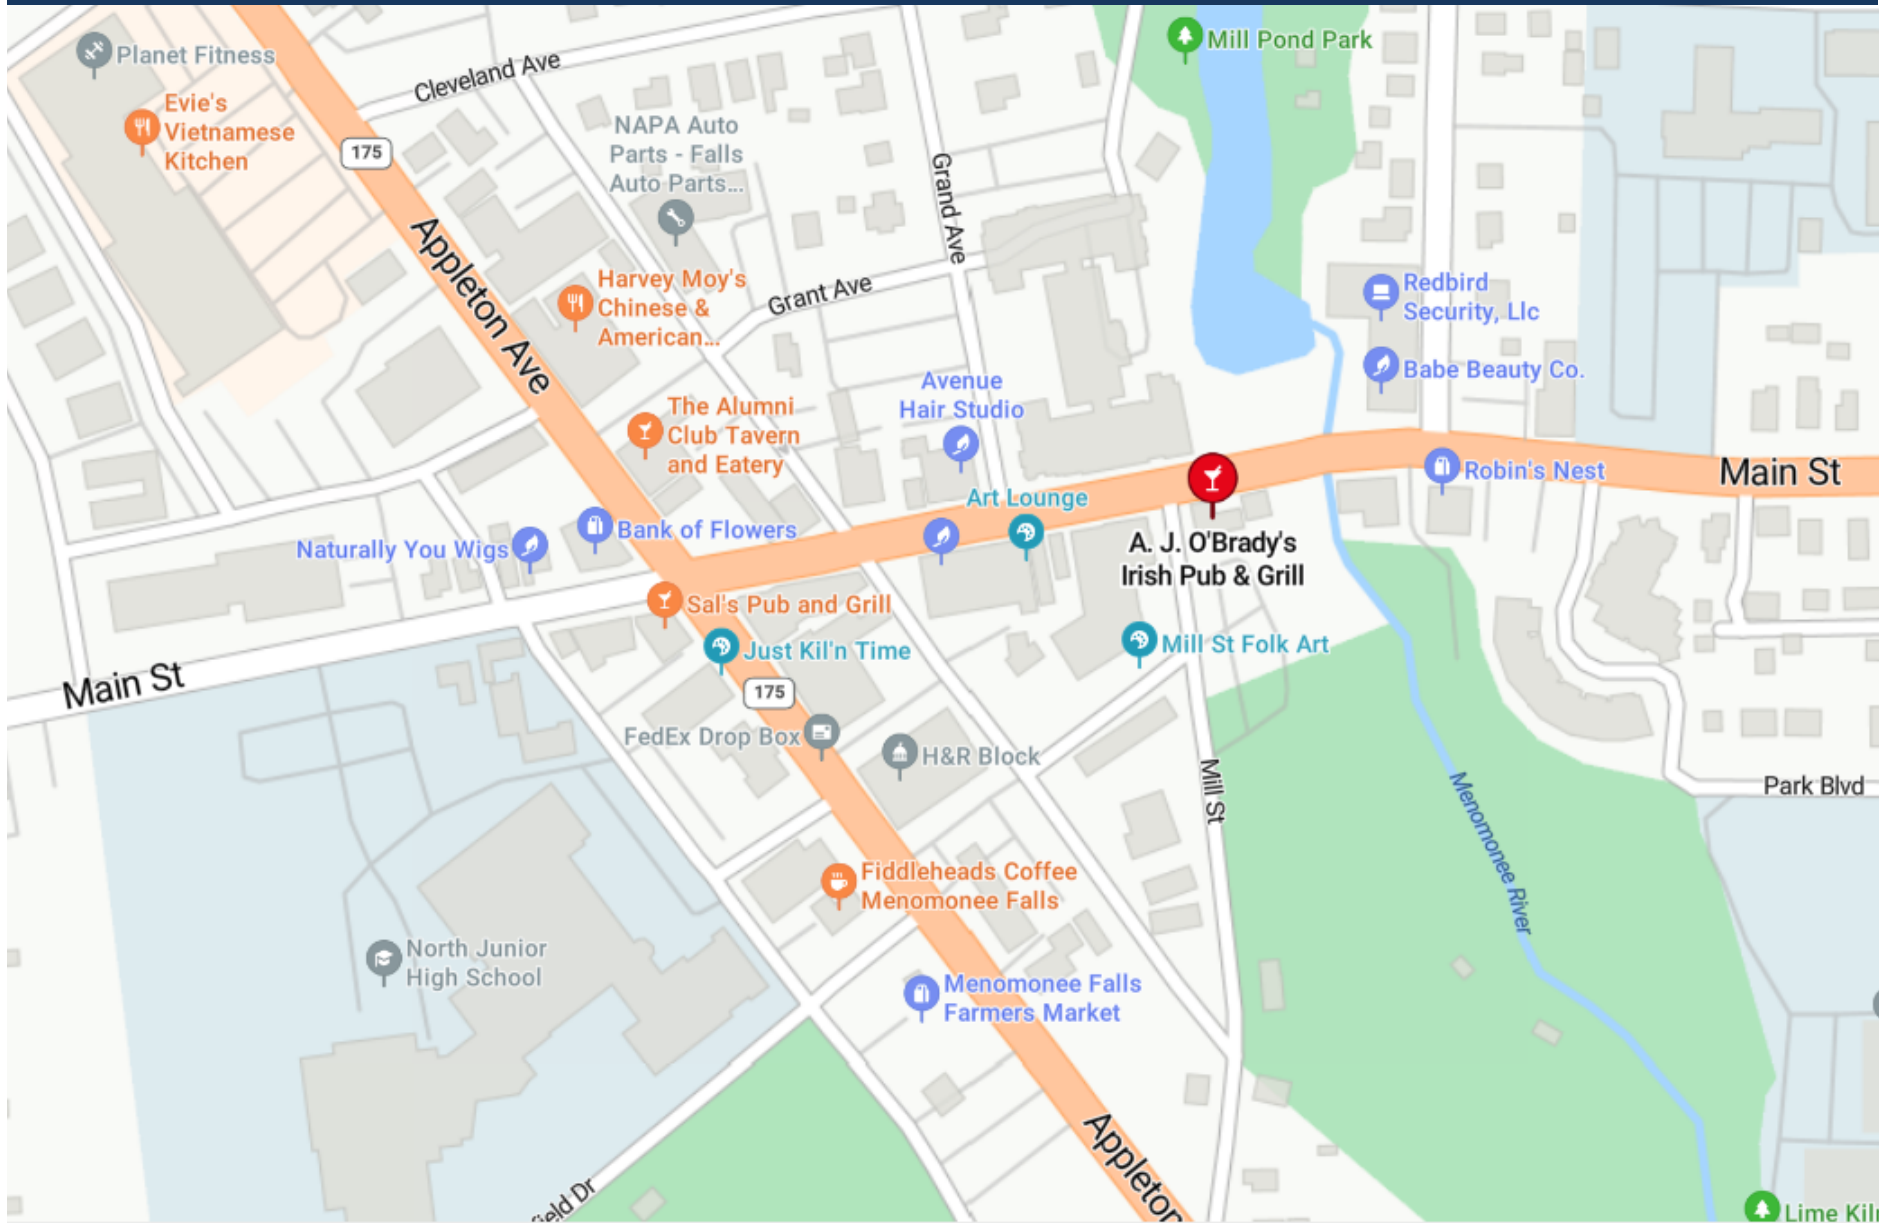 Mill Pond Park
Planet Fitness
Cleveland Ave
Evie's
Vietnamese
Kitchen
175
NAPA Auto
Parts - Falls
Auto Parts...
Grand Ave
Appleton Ave
Harvey Moy's
Chinese &
American...
Grant Ave
Redbird
Security, Llc
Babe Beauty Co.
Avenue
Hair Studio
The Alumni
Club Tavern
and Eatery
Robin's Nest
Main St
Art Lounge
Bank of Flowers
Naturally You Wigs
A. J. O'Brady's
Irish Pub & Grill
Sal's Pub and Grill
Just Kil'n Time
Mill St Folk Art
Main St
175
FedEx Drop Box
H&R Block
Mill St
Park Blvd
Menomonee River
Fiddleheads Coffee
Menomonee Falls
North Junior
High School
Menomonee Falls
Farmers Market
Appleton
field Dr
Lime Kil